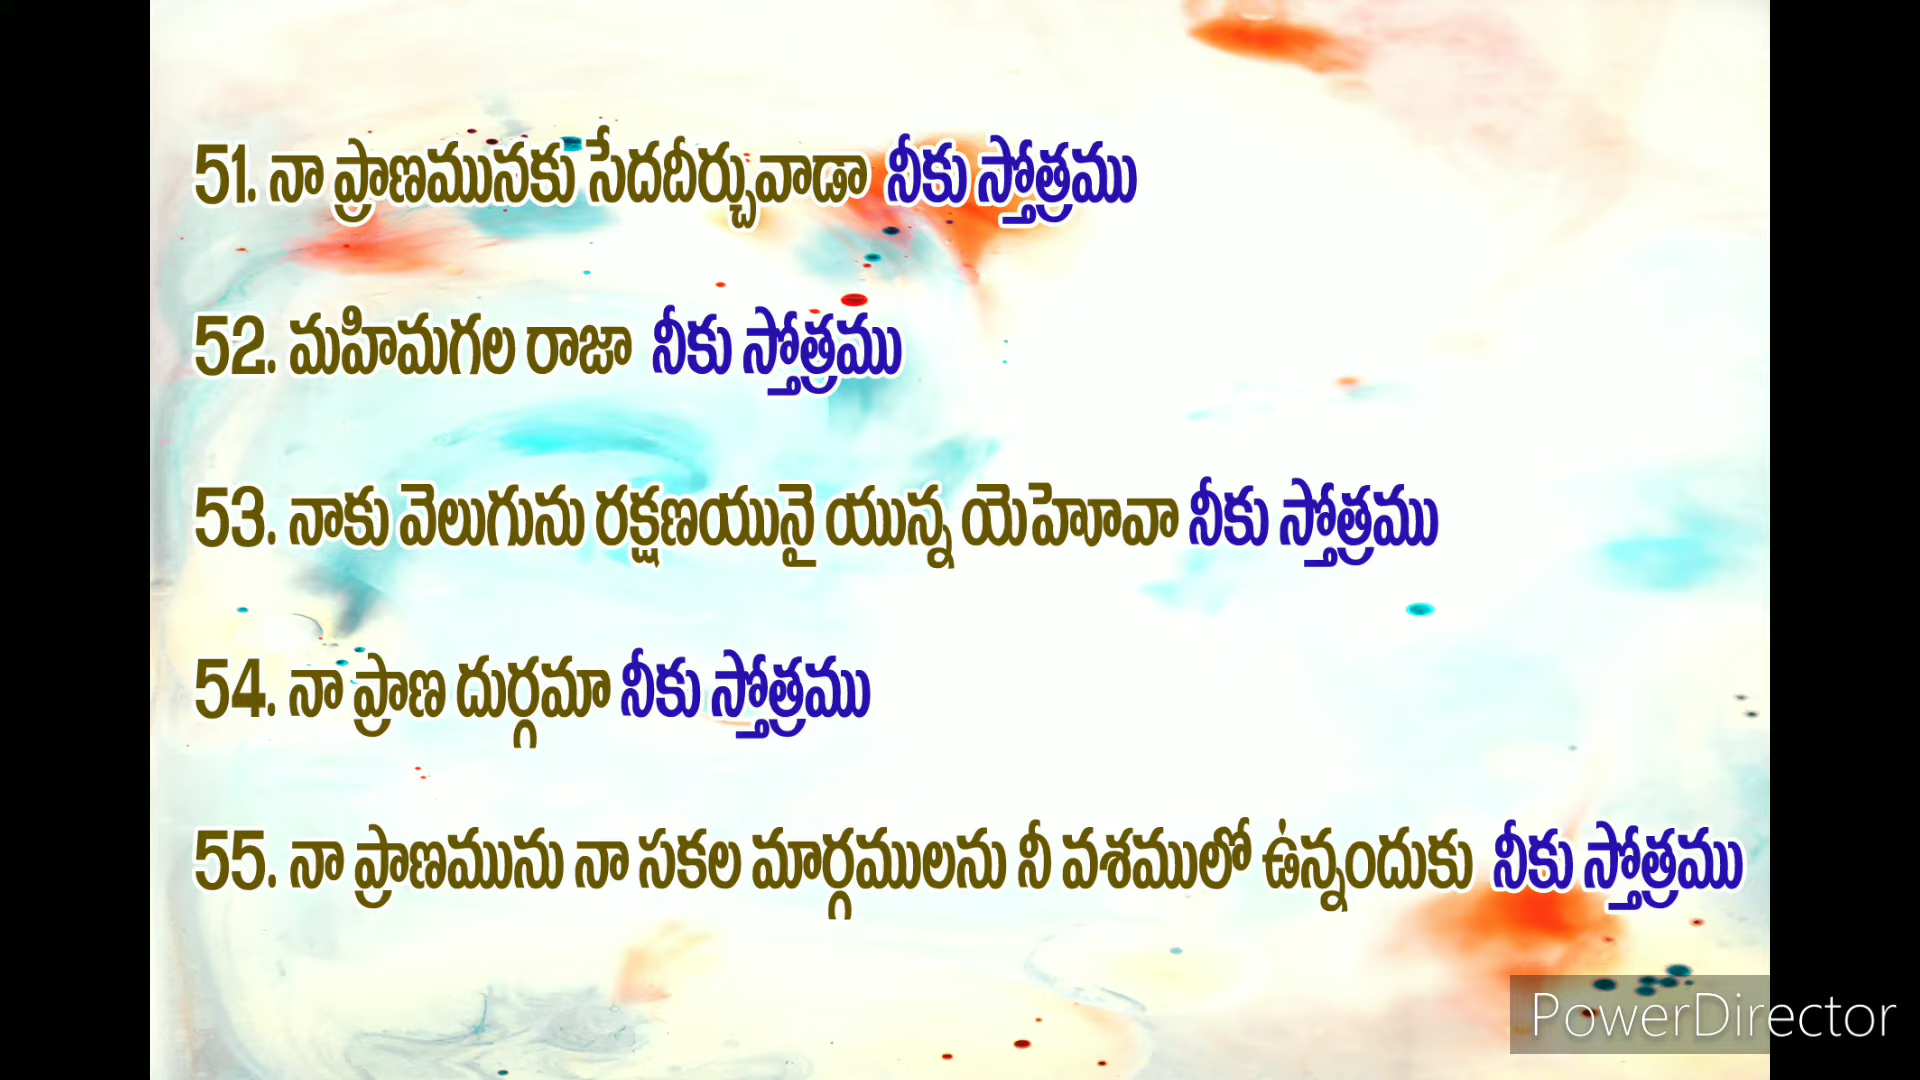 51. నా ప్రాణమునకు సేదదీర్చువాడా నీకు స్తోత్రము
52. మహిమగల రాజా నీకు స్తోత్రము
53. నాకు వెలుగును రక్షణయునై యున్న యెహెూవా నీకు స్తోత్రము
54. నా ప్రాణ దుర్గమా నీకు స్తోత్రము
55. నా ప్రాణమును నా సకల మార్గములను నీ వశములో ఉన్నందుకు నీకు స్తోత్రము
PowerDirector